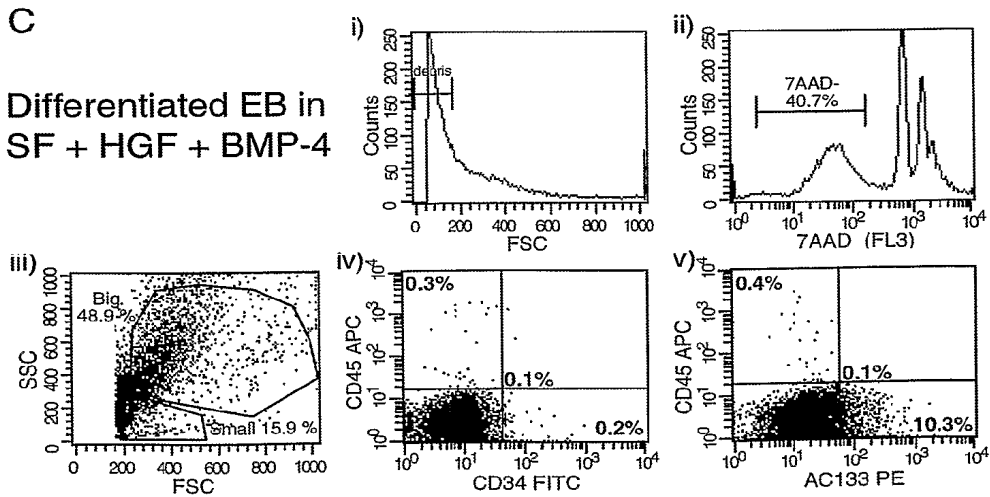 C
Differentiated EB in
SF + HGF + BMP-4
i)
250
200
150
100
50
0
Counts
debris
0 200 400 600 800 1000
FSC
ii)
250
200
150
100
50
0
Counts
7AAD-
40.7%
10^0 10^1 10^2 10^3 10^4
7AAD (FL3)
iii)
1000
800
600
400
200
0
SSC
Big
48.9 %
Small 15.9 %
0 200 400 600 800 1000
FSC
iv)
10^4
10^3
10^2
10^1
10^0
CD45 APC
0.3%
0.1%
0.2%
10^0 10^1 10^2 10^3 10^4
CD34 FITC
v)
10^4
10^3
10^2
10^1
10^0
CD45 APC
0.4%
0.1%
10.3%
10^0 10^1 10^2 10^3 10^4
AC133 PE